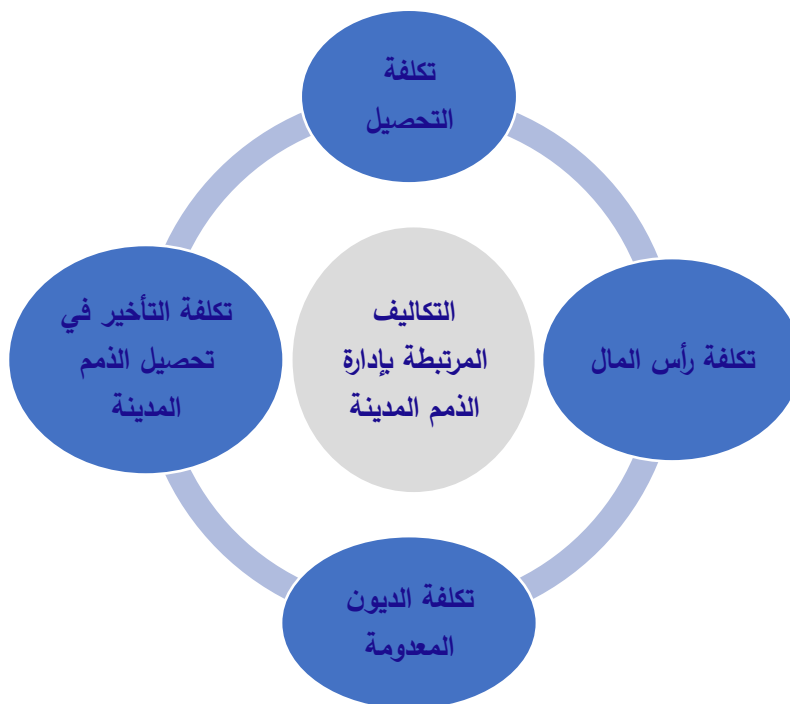 تكلفة
التحصيل
التكاليف
المرتبطة بإدارة
الذمم المدينة
تكلفة رأس المال
تكلفة الديون
المعدومة
تكلفة التأخير في
تحصيل الذمم
المدينة